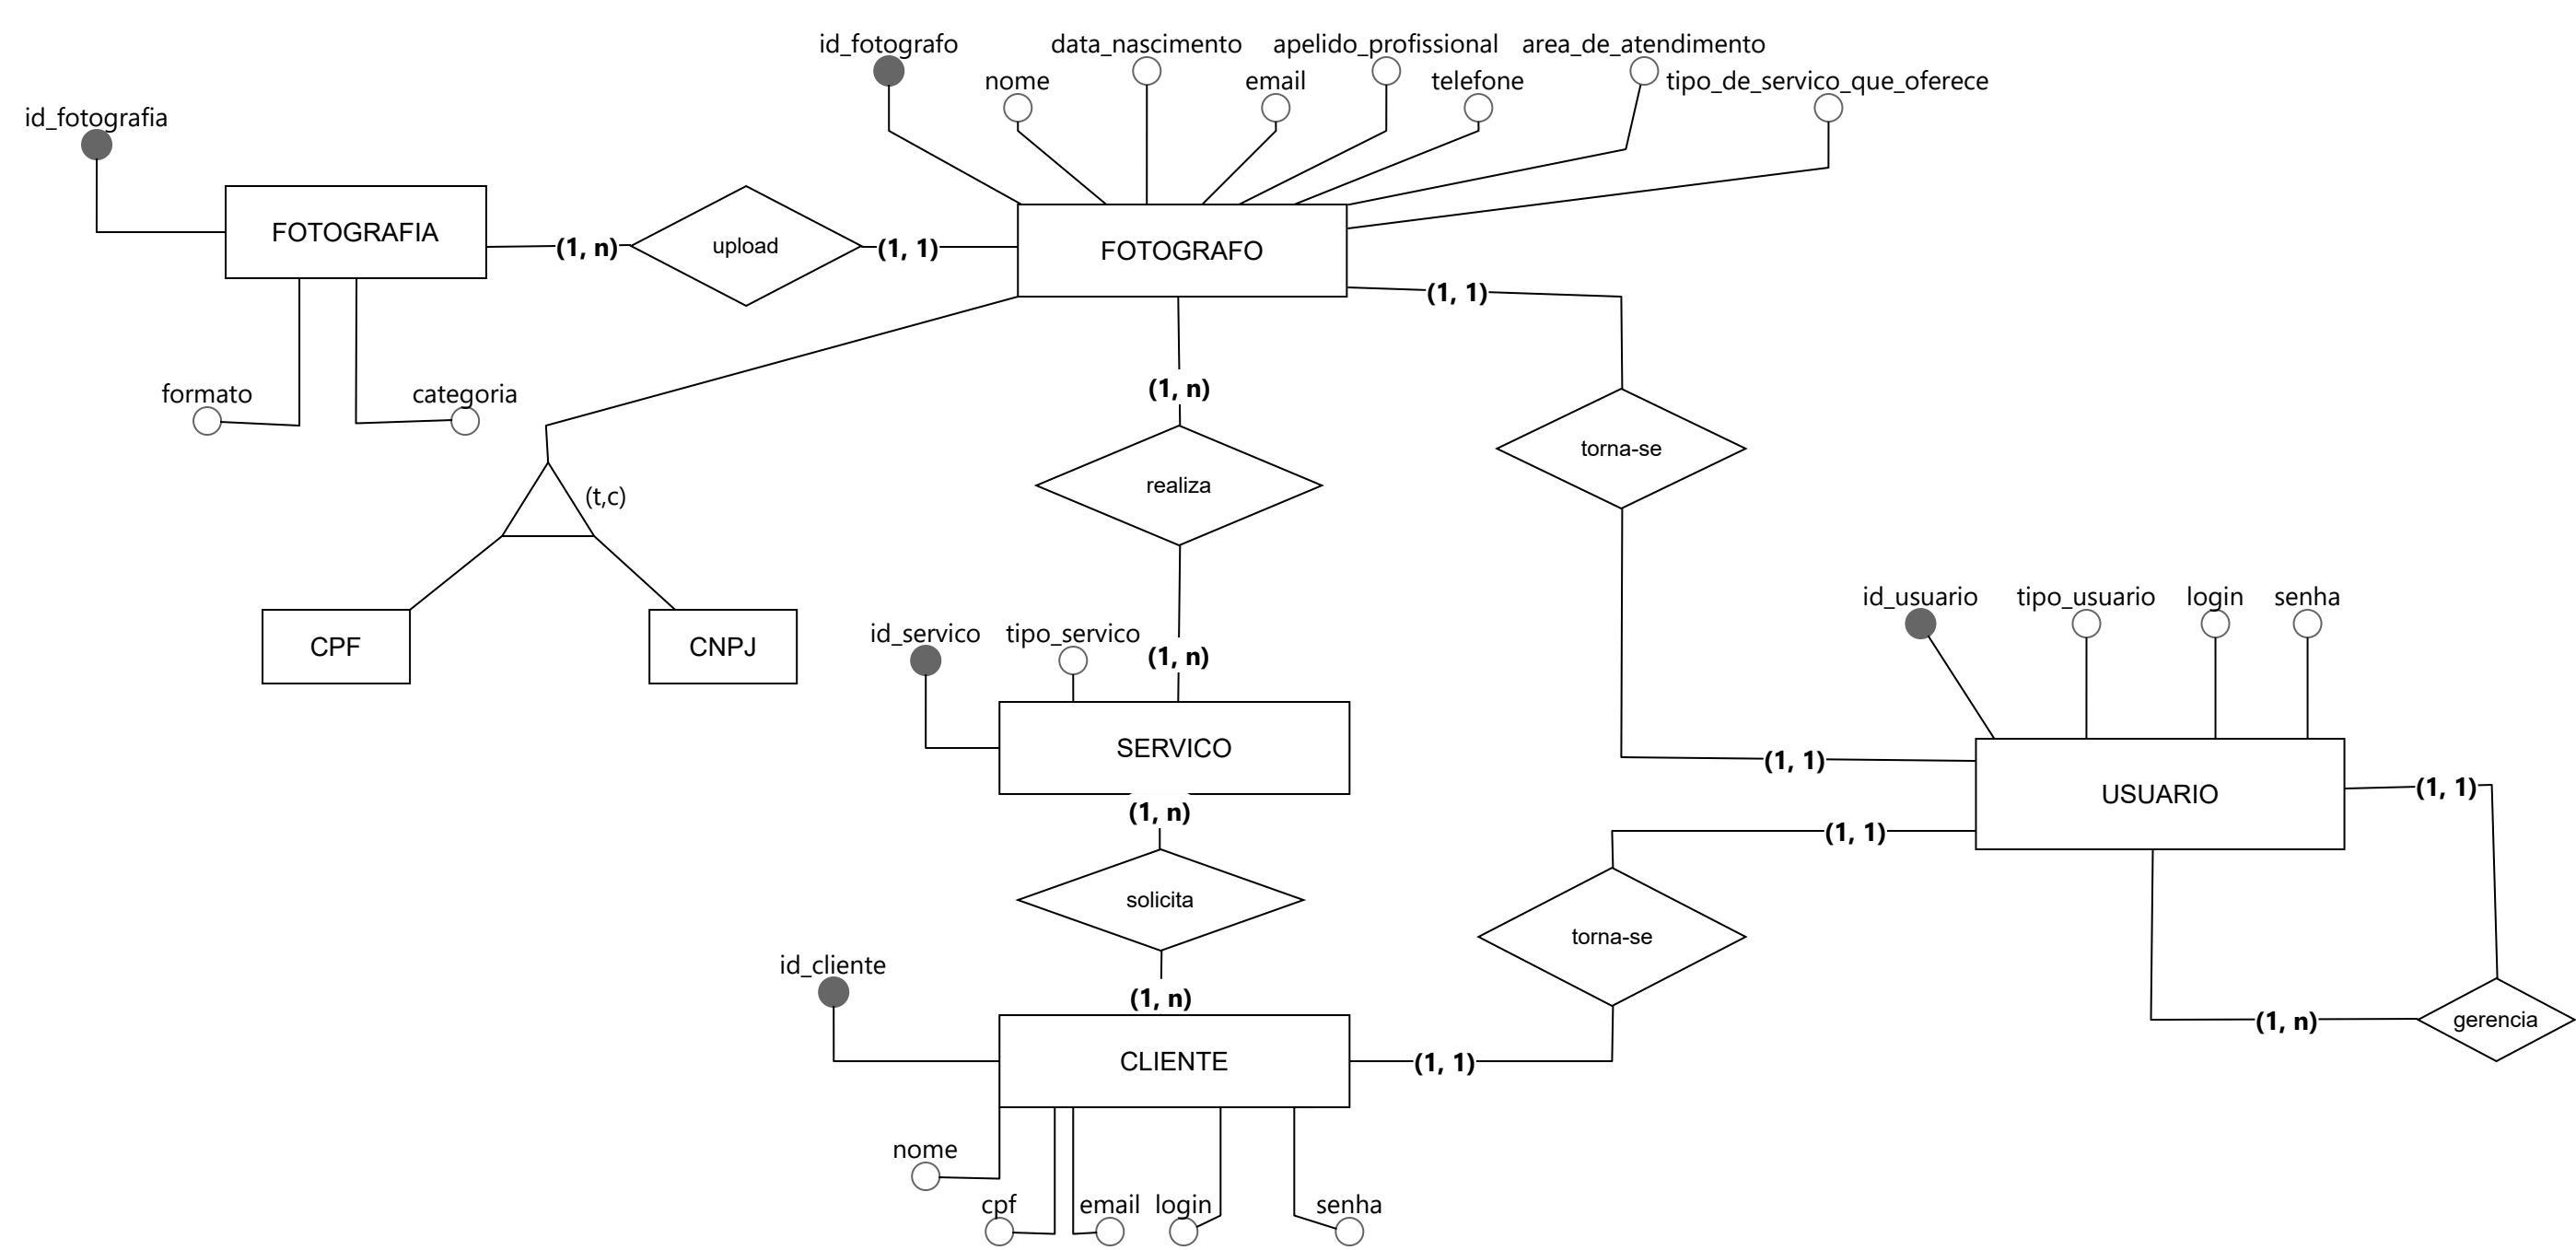 id_fotografo
data_nascimento
apelido_profissional
area_de_atendimento
nome
email
telefone
tipo_de_servico_que_oferece
id_fotografia
FOTOGRAFIA
(1, n)
upload
(1, 1)
FOTOGRAFO
(1, 1)
formato
categoria
(1, n)
torna-se
realiza
(t,c)
CPF
CNPJ
id_servico
tipo_servico
(1, n)
id_usuario
tipo_usuario
login
senha
SERVICO
(1, 1)
USUARIO
(1, 1)
(1, n)
(1, 1)
solicita
torna-se
id_cliente
(1, n)
gerencia
(1, n)
CLIENTE
(1, 1)
nome
cpf
email
login
senha